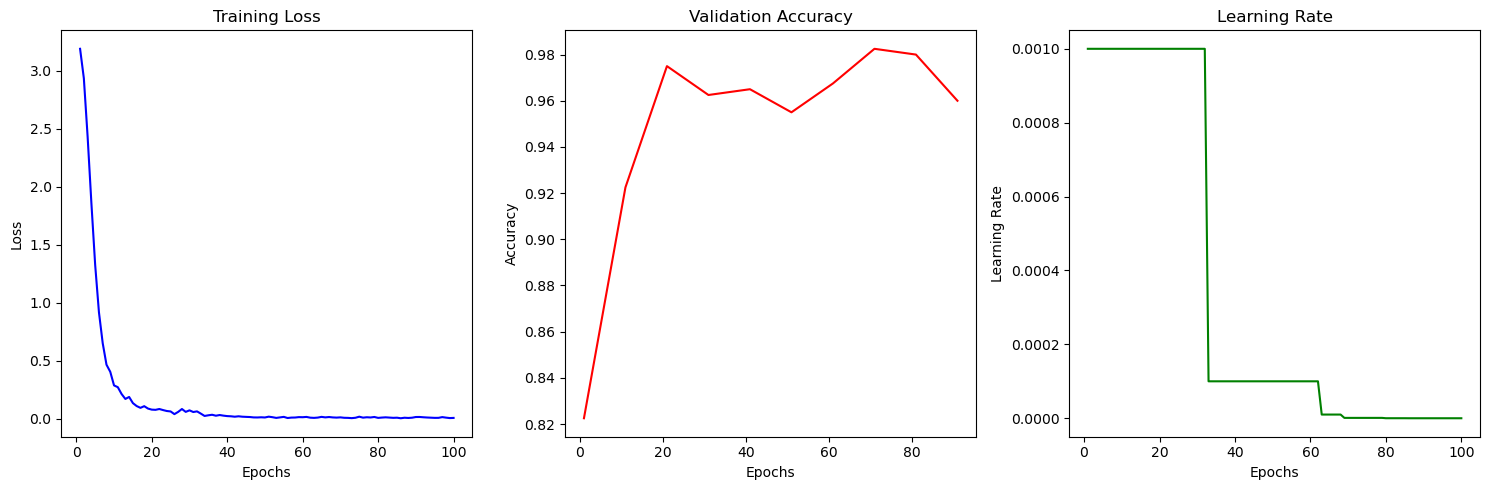 Training Loss
3.0
2.5
2.0
1.5
1.0
0.5
0.0
Loss
0 20 40 60 80 100
Epochs
Validation Accuracy
0.98
0.96
0.94
0.92
0.90
0.88
0.86
0.84
0.82
Accuracy
0 20 40 60 80
Epochs
Learning Rate
0.0010
0.0008
0.0006
0.0004
0.0002
0.0000
Learning Rate
0 20 40 60 80 100
Epochs